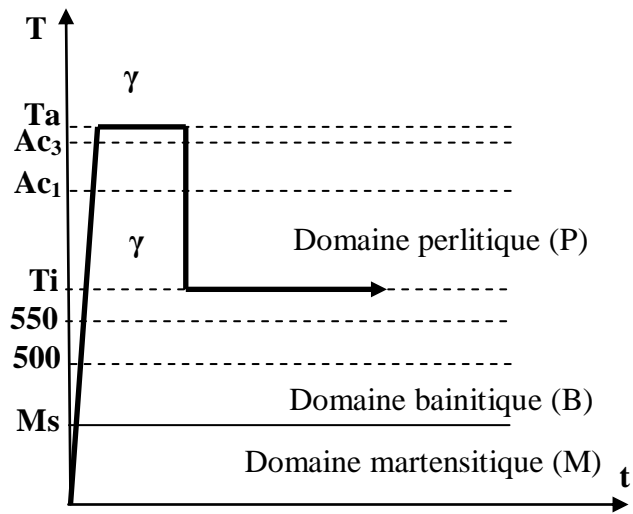 T
γ
Ta
Ac3
Ac1
γ
Domaine perlitique (P)
Ti
550
500
Domaine bainitique (B)
Ms
Domaine martensitique (M)
t